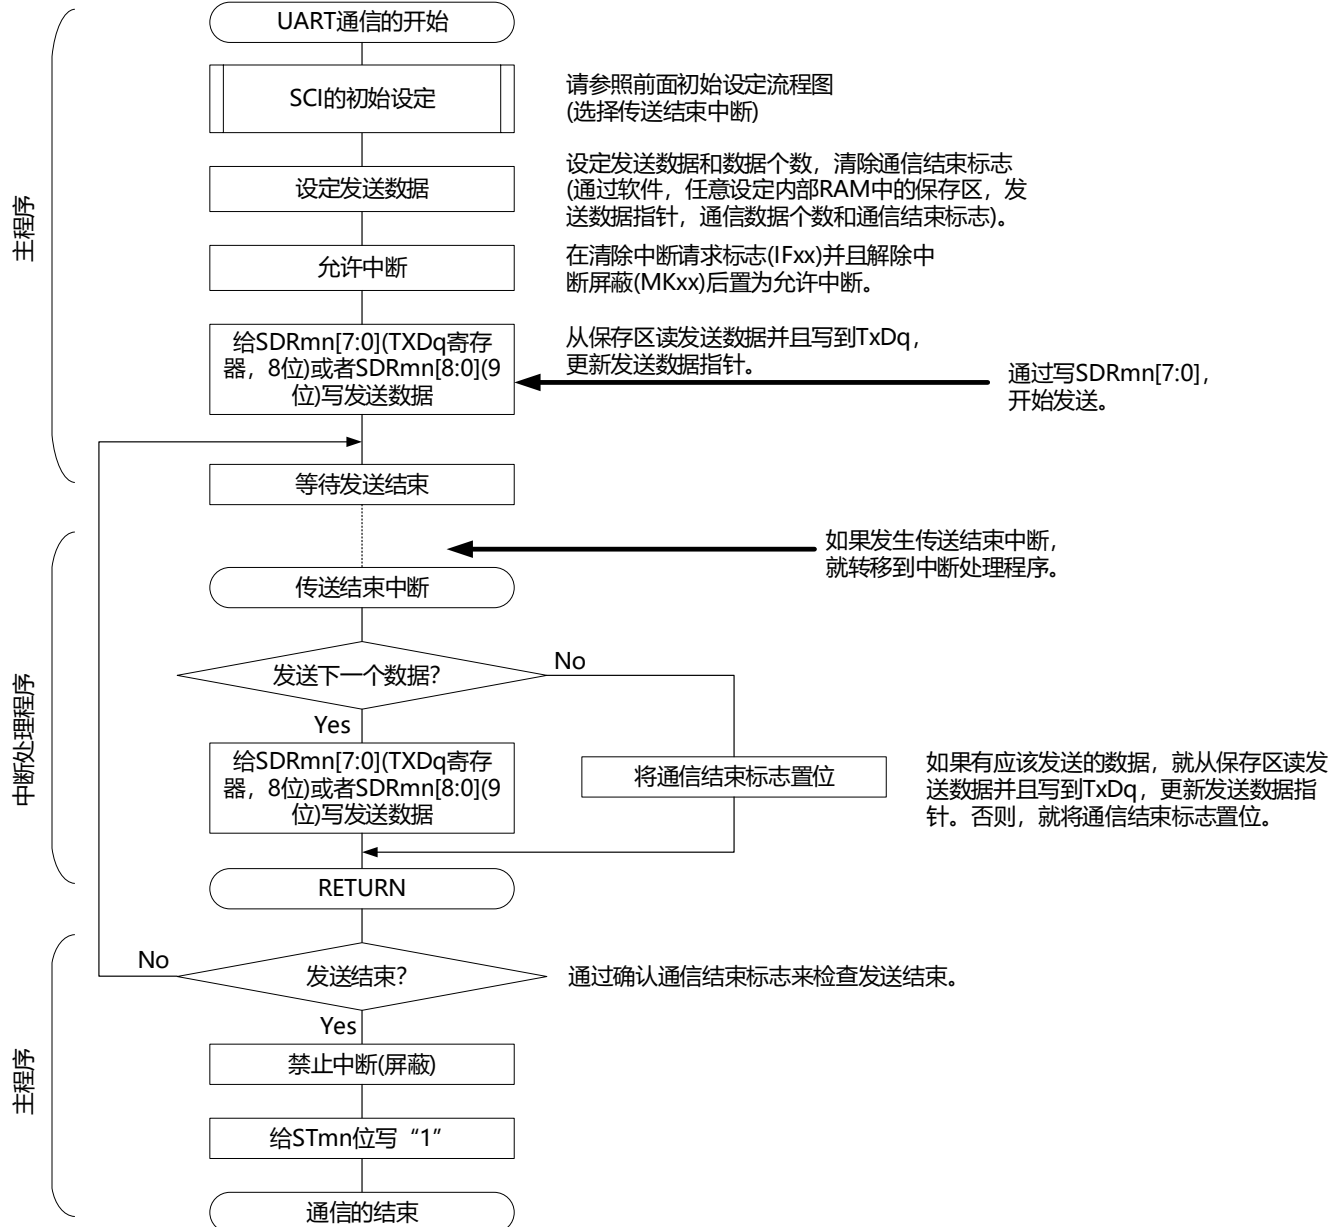 UART通信的开始
SCI的初始设定
请参照前面初始设定流程图
(选择传送结束中断)
主程序
设定发送数据
设定发送数据和数据个数，清除通信结束标志
(通过软件，任意设定内部RAM中的保存区，发
送数据指针，通信数据个数和通信结束标志)。
允许中断
在清除中断请求标志(IFxx)并且解除中
断屏蔽(MKxx)后置为允许中断。
给SDRmn[7:0](TXDq寄存
器，8位)或者SDRmn[8:0](9
位)写发送数据
从保存区读发送数据并且写到TxDq，
更新发送数据指针。
通过写SDRmn[7:0]，
开始发送。
等待发送结束
如果发生传送结束中断，
就转移到中断处理程序。
传送结束中断
中断处理程序
发送下一个数据？
No
Yes
给SDRmn[7:0](TXDq寄存
器，8位)或者SDRmn[8:0](9
位)写发送数据
将通信结束标志置位
如果有应该发送的数据，就从保存区读发
送数据并且写到TxDq，更新发送数据指
针。否则，就将通信结束标志置位。
RETURN
No
发送结束？
通过确认通信结束标志来检查发送结束。
Yes
主程序
禁止中断(屏蔽)
给STmn位写“1”
通信的结束